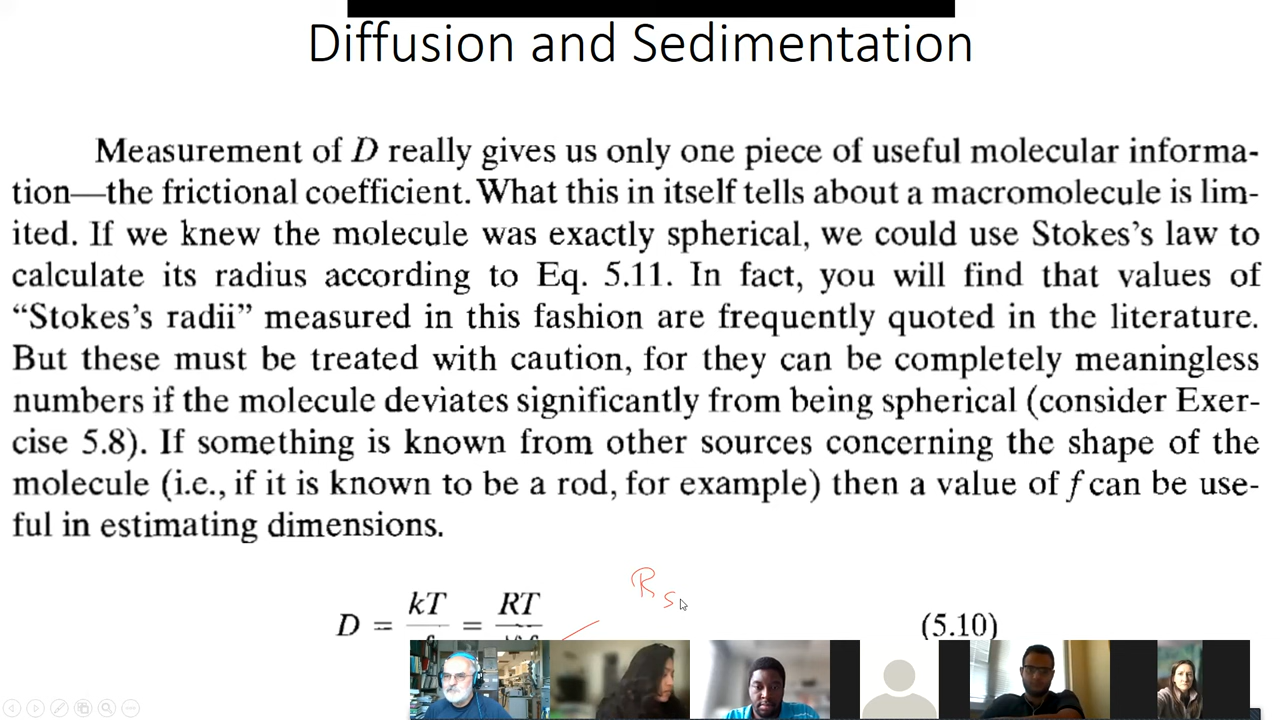 Diffusion and Sedimentation
Measurement of D really gives us only one piece of useful molecular informa-
tion—the frictional coefficient. What this in itself tells about a macromolecule is lim-
ited. If we knew the molecule was exactly spherical, we could use Stokes's law to
calculate its radius according to Eq. 5.11. In fact, you will find that values of
“Stokes's radii” measured in this fashion are frequently quoted in the literature.
But these must be treated with caution, for they can be completely meaningless
numbers if the molecule deviates significantly from being spherical (consider Exer-
cise 5.8). If something is known from other sources concerning the shape of the
molecule (i.e., if it is known to be a rod, for example) then a value of f can be use-
ful in estimating dimensions.
R s
D = kT = RT (5.10)